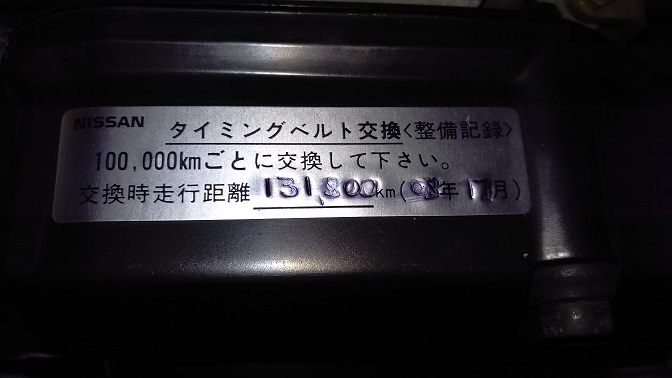 NISSAN タイミングベルト交換<整備記録>
100,000kmごとに交換して下さい。
交換時走行距離 131,800km(08年 月)